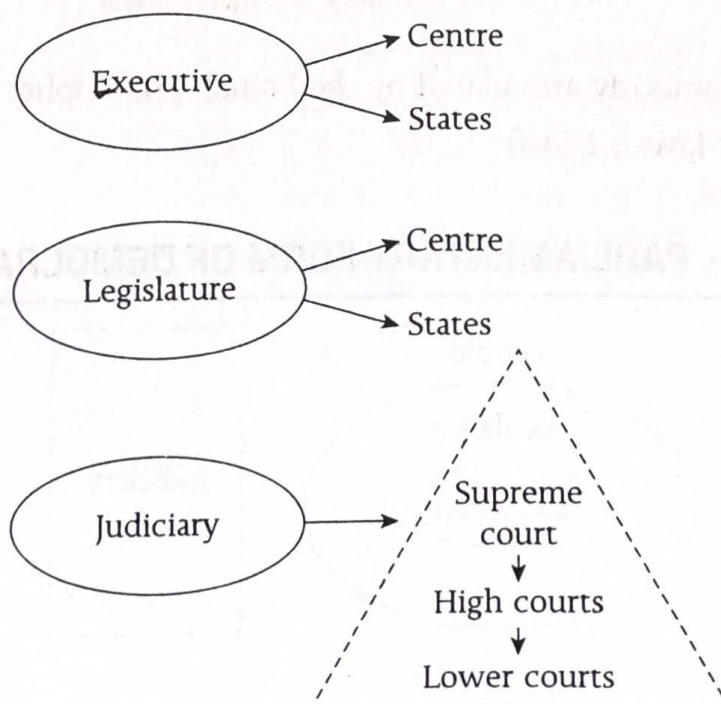 Executive
Centre
States
Legislature
Centre
States
Judiciary
Supreme
court
High courts
Lower courts